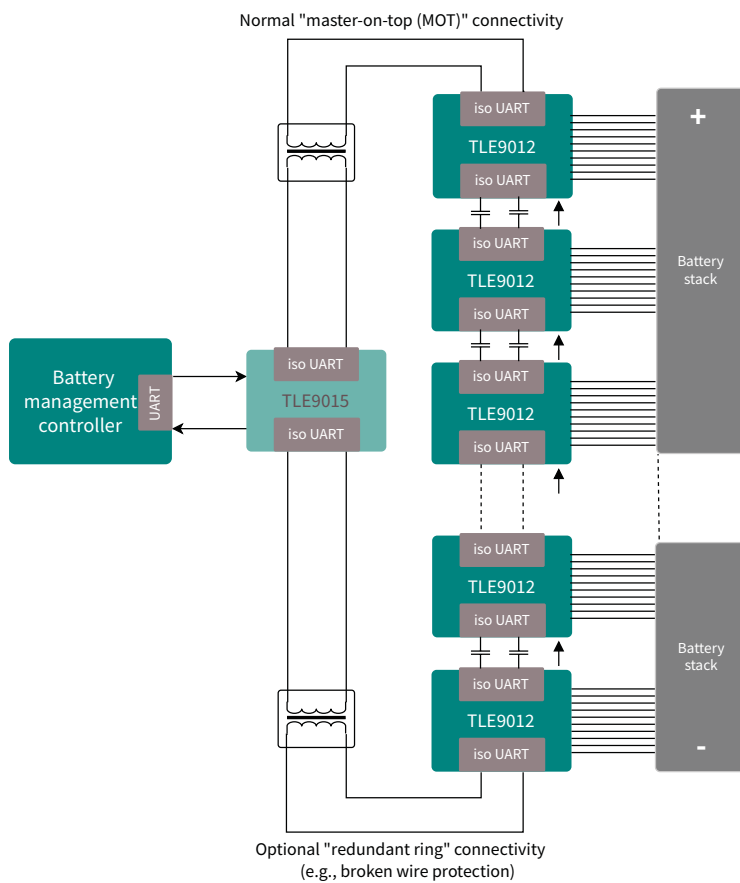 Normal "master-on-top (MOT)" connectivity
iso UART
TLE9012
iso UART
+
iso UART
TLE9012
iso UART
Battery
stack
Battery
management
controller
UART
iso UART
TLE9015
iso UART
iso UART
TLE9012
iso UART
iso UART
TLE9012
iso UART
Battery
stack
iso UART
TLE9012
iso UART
-
Optional "redundant ring" connectivity
(e.g., broken wire protection)